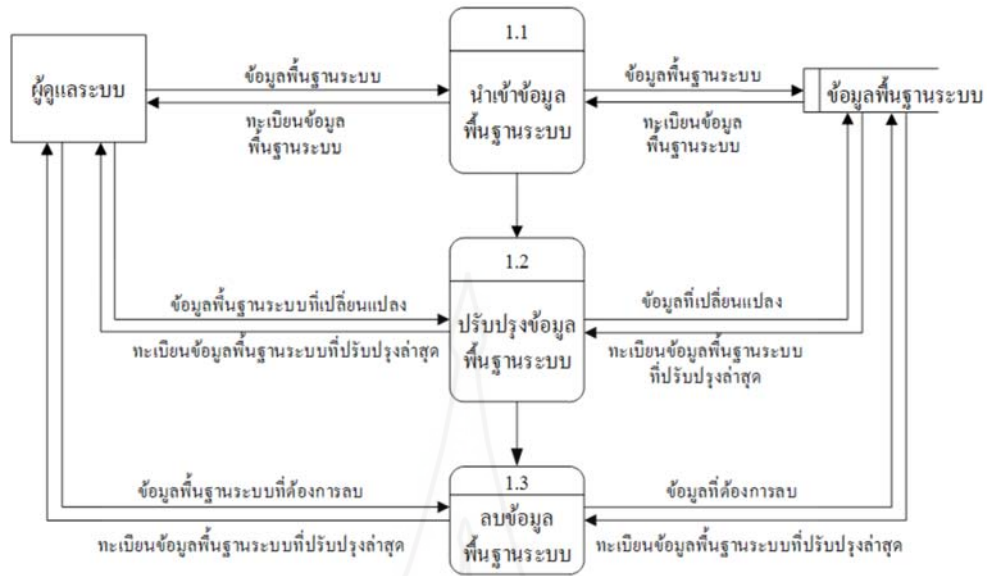 1.1
ผู้ดูแลระบบ
ข้อมูลพื้นฐานระบบ
นำเข้าข้อมูล
พื้นฐานระบบ
ข้อมูลพื้นฐานระบบ
ข้อมูลพื้นฐานระบบ
ทะเบียนข้อมูล
พื้นฐานระบบ
ทะเบียนข้อมูล
พื้นฐานระบบ
1.2
ข้อมูลพื้นฐานระบบที่เปลี่ยนแปลง
ปรับปรุงข้อมูล
พื้นฐานระบบ
ข้อมูลที่เปลี่ยนแปลง
ทะเบียนข้อมูลพื้นฐานระบบที่ปรับปรุงล่าสุด
ทะเบียนข้อมูลพื้นฐานระบบ
ที่ปรับปรุงล่าสุด
1.3
ข้อมูลพื้นฐานระบบที่ต้องการลบ
ลบข้อมูล
พื้นฐานระบบ
ข้อมูลที่ต้องการลบ
ทะเบียนข้อมูลพื้นฐานระบบที่ปรับปรุงล่าสุด
ทะเบียนข้อมูลพื้นฐานระบบที่ปรับปรุงล่าสุด